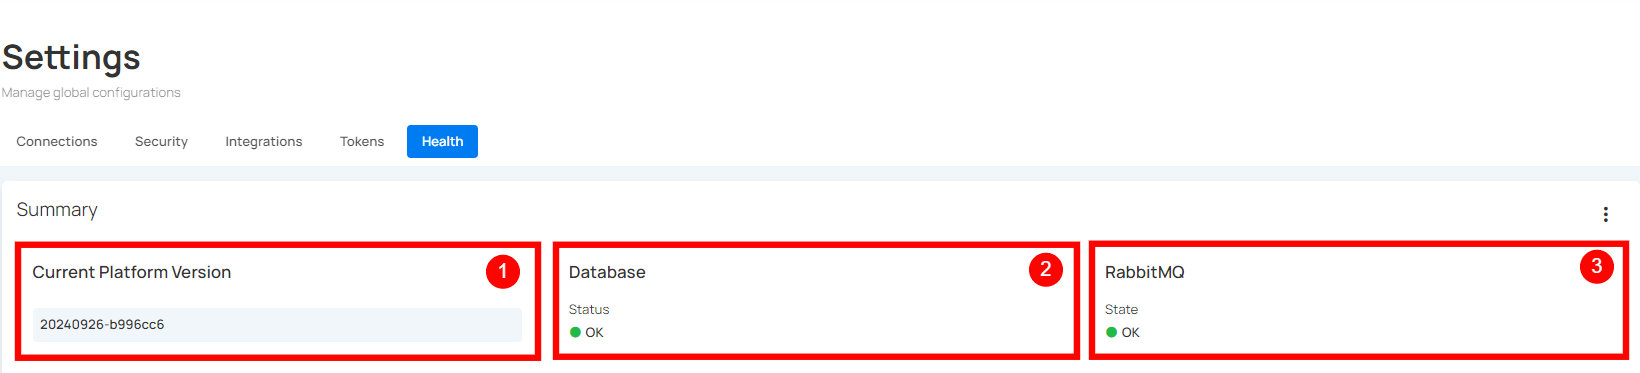 Settings
Manage global configurations
Connections Security Integrations Tokens Health
Summary
Current Platform Version 1
20240926-b996cc6
Database 2
Status
OK
RabbitMQ 3
State
OK